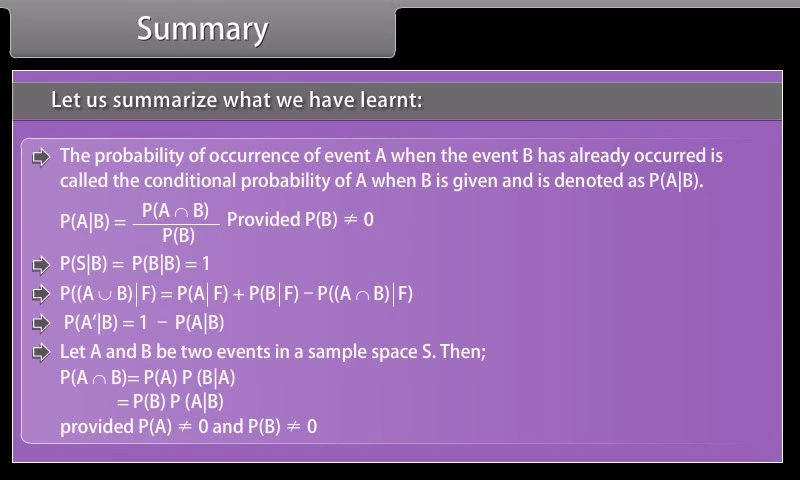 Summary
Let us summarize what we have learnt:
The probability of occurrence of event A when the event B has already occurred is
called the conditional probability of A when B is given and is denoted as P(A|B).
P(A|B) = P(A ∩ B) / P(B) Provided P(B) ≠ 0
P(S|B) = P(B|B) = 1
P((A ∪ B)|F) = P(A|F) + P(B|F) – P((A ∩ B)|F)
P(A′|B) = 1 – P(A|B)
Let A and B be two events in a sample space S. Then;
P(A ∩ B)= P(A) P (B|A)
= P(B) P (A|B)
provided P(A) ≠ 0 and P(B) ≠ 0